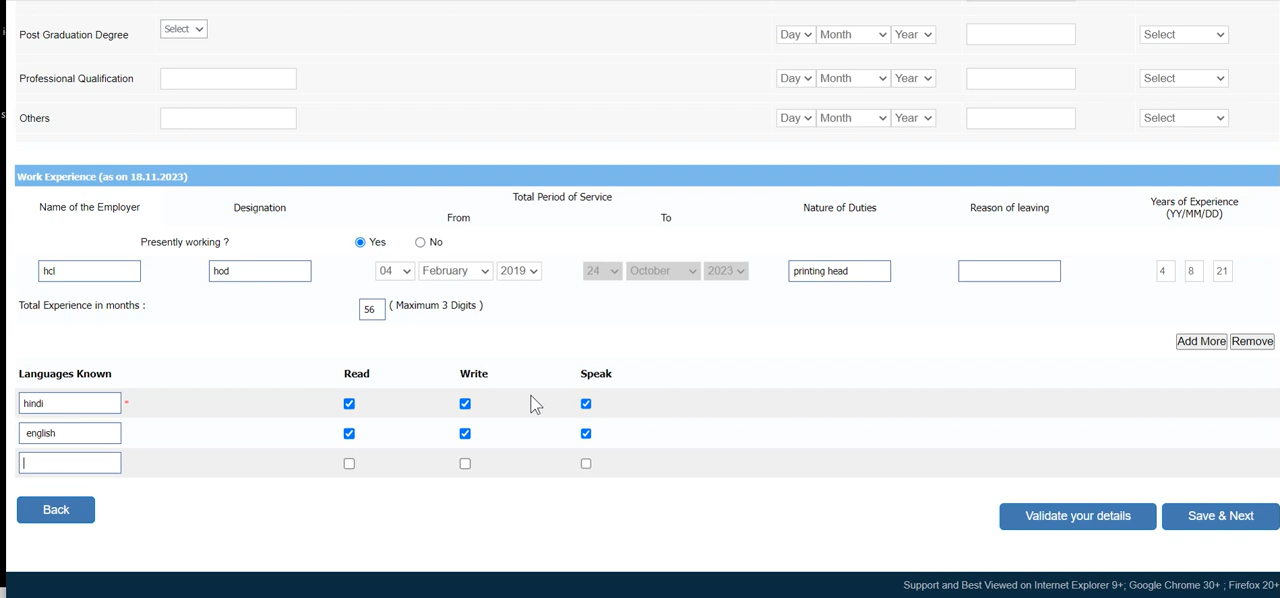 Post Graduation Degree Select Day Month Year Select
Professional Qualification Day Month Year Select
Others Day Month Year Select
Work Experience (as on 18.11.2023)
Total Period of Service
Name of the Employer Designation From To Nature of Duties Reason of leaving Years of Experience
(YY/MM/DD)
Presently working ? Yes No
hcl hod 04 February 2019 24 October 2023 printing head 4 8 21
Total Experience in months : 56 ( Maximum 3 Digits )
Add More Remove
Languages Known Read Write Speak
hindi *
english
Back Validate your details Save & Next
Support and Best Viewed on Internet Explorer 9+; Google Chrome 30+ ; Firefox 20+